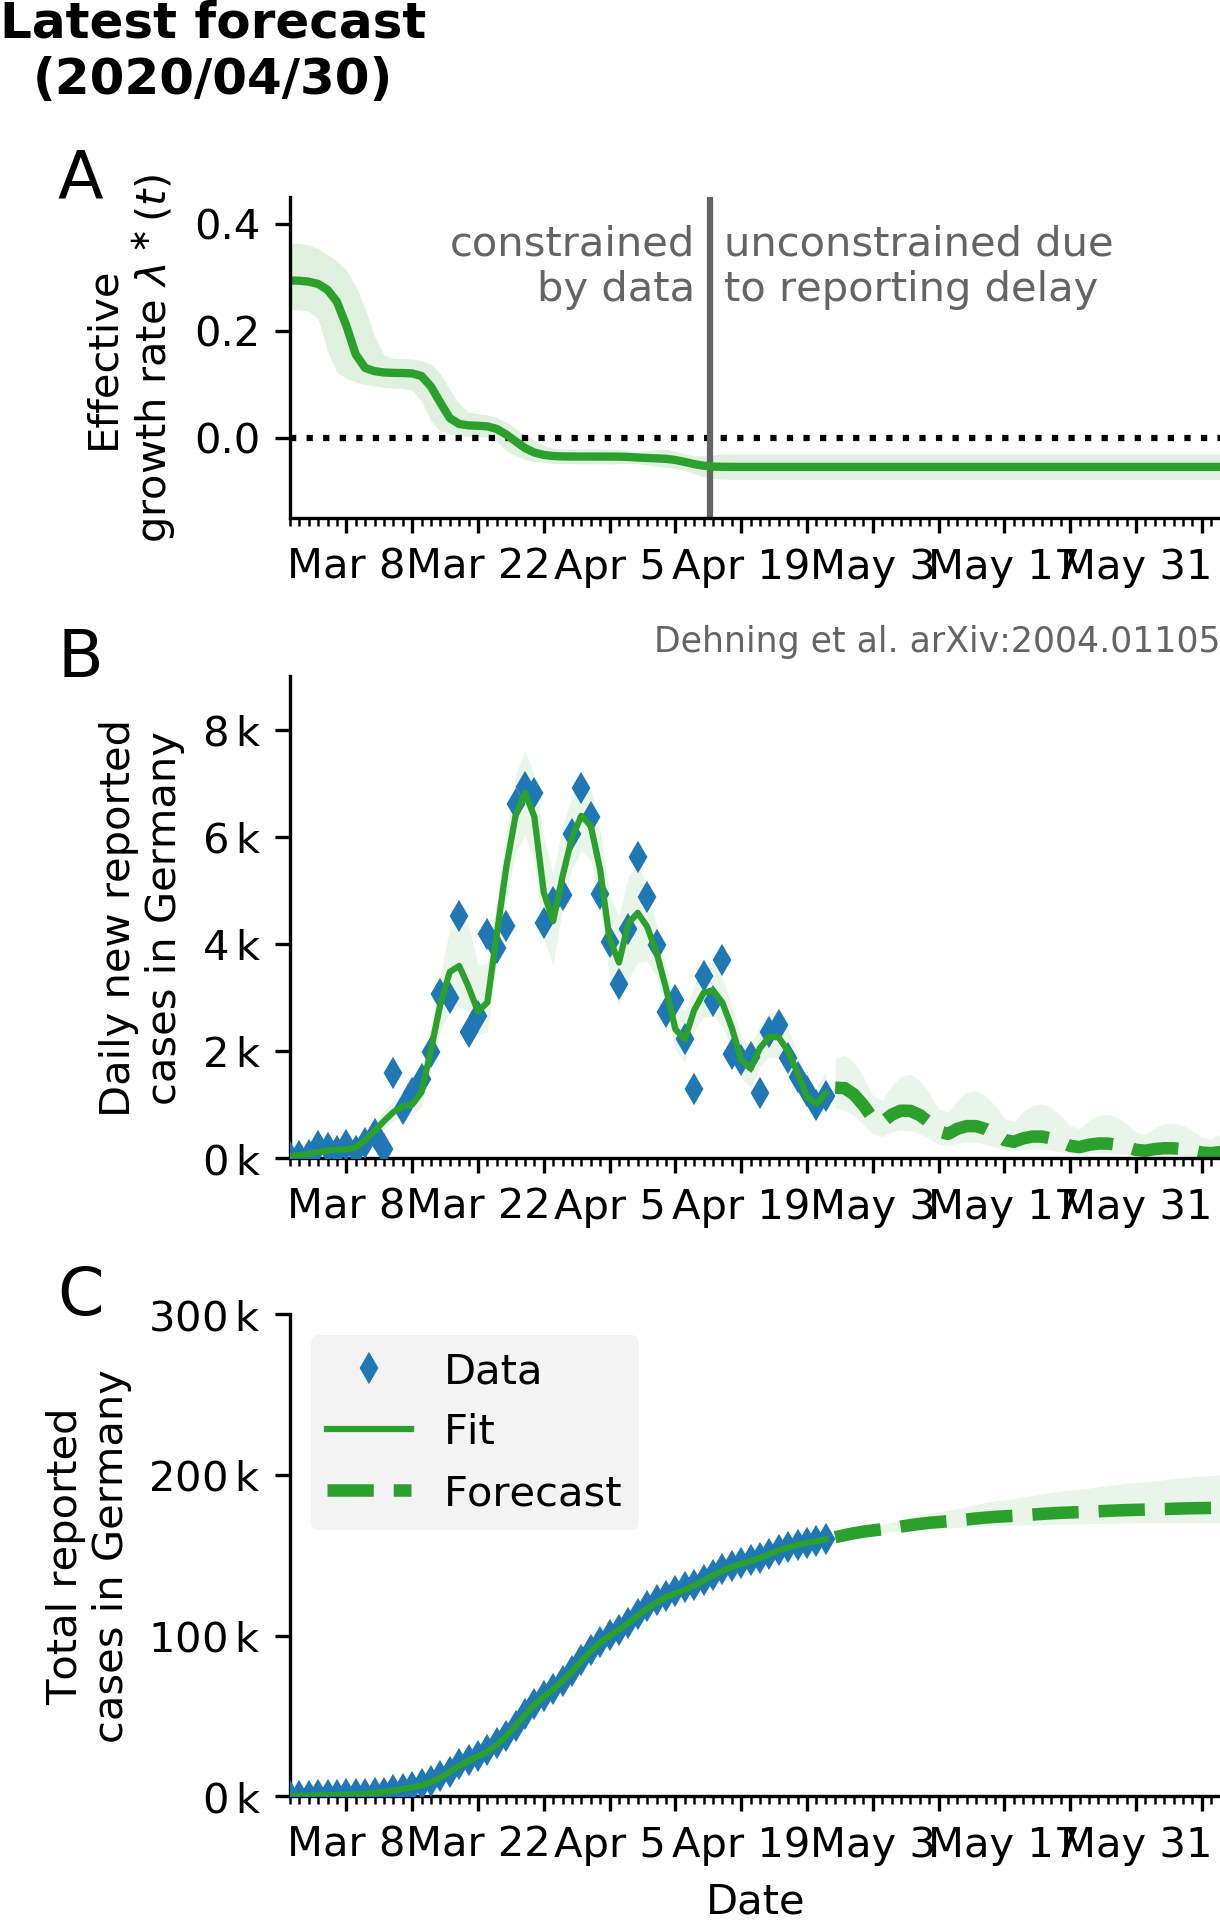 Latest forecast
(2020/04/30)
A
Effective
growth rate λ * (t)
0.4
0.2
0.0
constrained
by data
unconstrained due
to reporting delay
Mar 8 Mar 22 Apr 5 Apr 19 May 3 May 17 May 31
Dehning et al. arXiv:2004.01105
B
Daily new reported
cases in Germany
8 k
6 k
4 k
2 k
0 k
Mar 8 Mar 22 Apr 5 Apr 19 May 3 May 17 May 31
C
Total reported
cases in Germany
300 k
200 k
100 k
0 k
Data
Fit
Forecast
Mar 8 Mar 22 Apr 5 Apr 19 May 3 May 17 May 31
Date